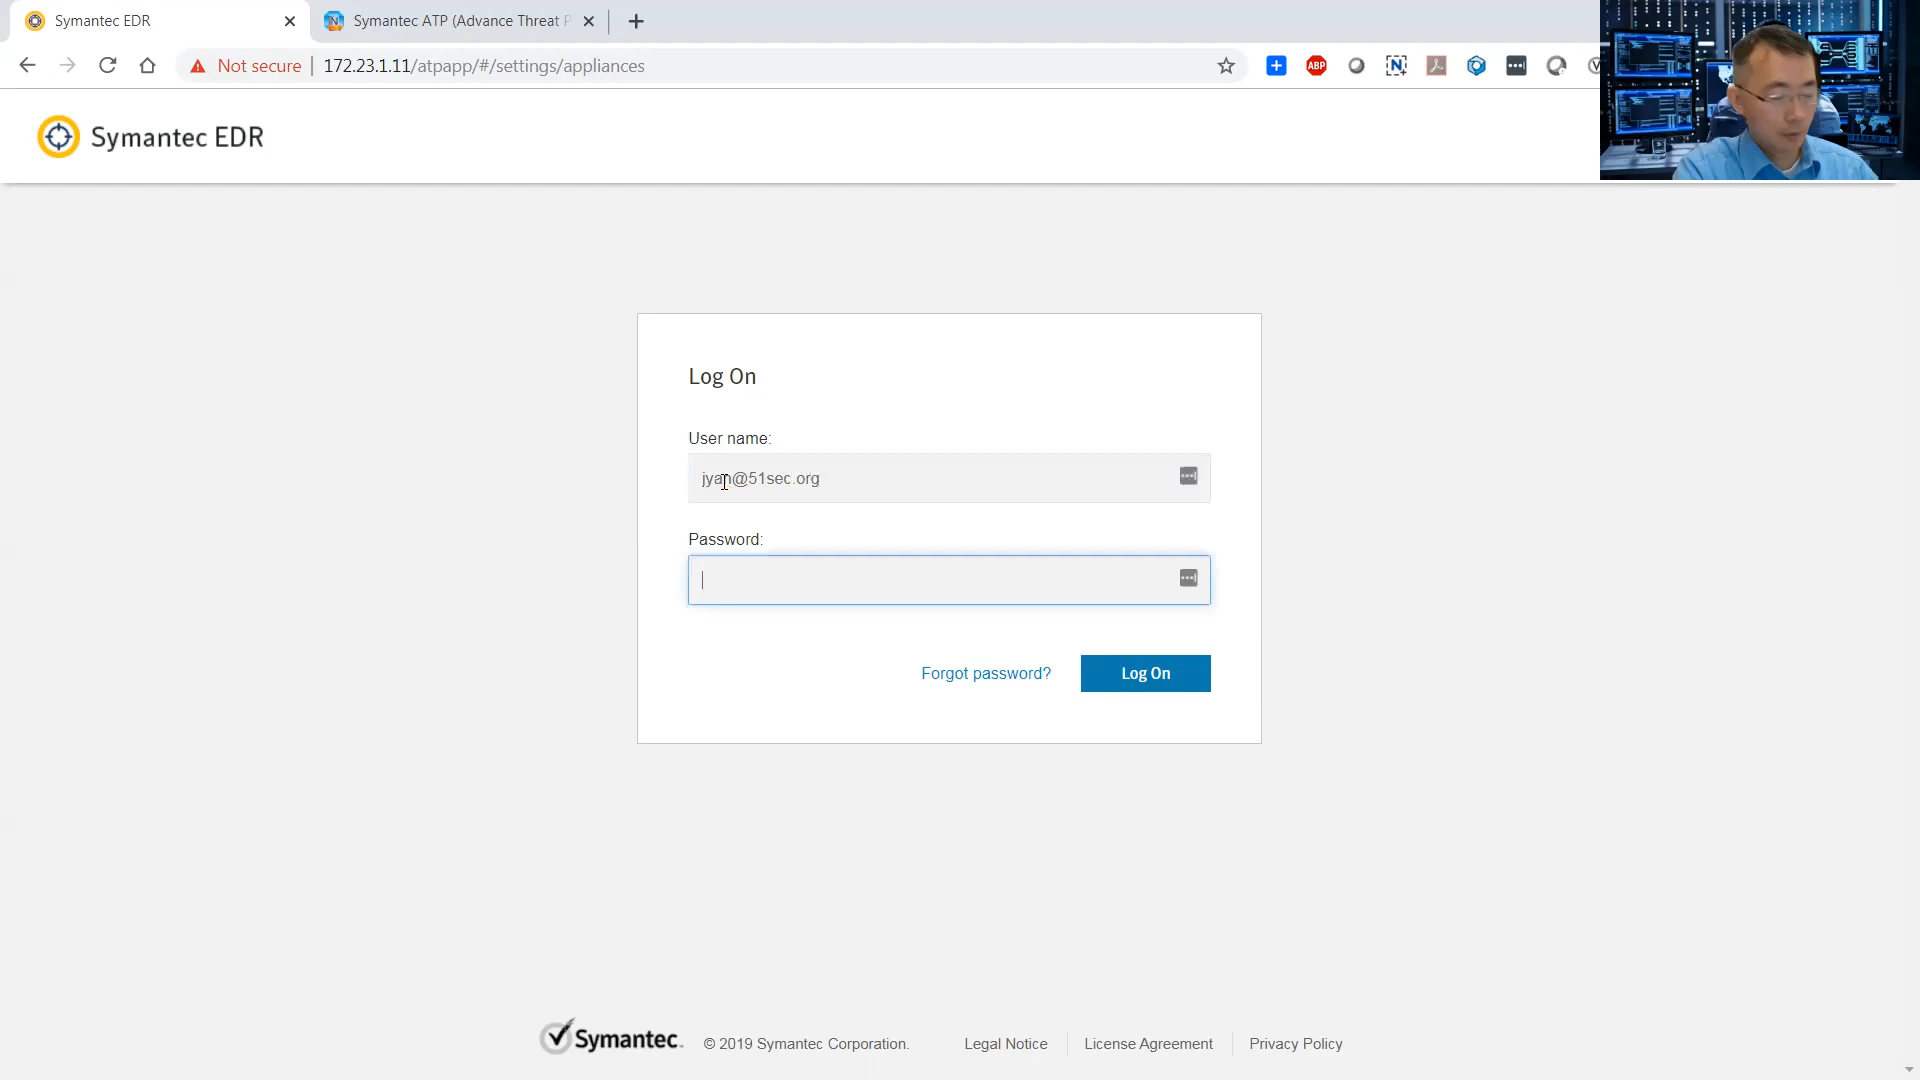 Symantec EDR
Symantec ATP (Advance Threat P
Not secure
172.23.1.11/atpapp/#/settings/appliances
ABP
N
Symantec EDR
Log On
User name:
jyan@51sec.org
Password:
Forgot password?
Log On
Symantec.
© 2019 Symantec Corporation.
Legal Notice
License Agreement
Privacy Policy